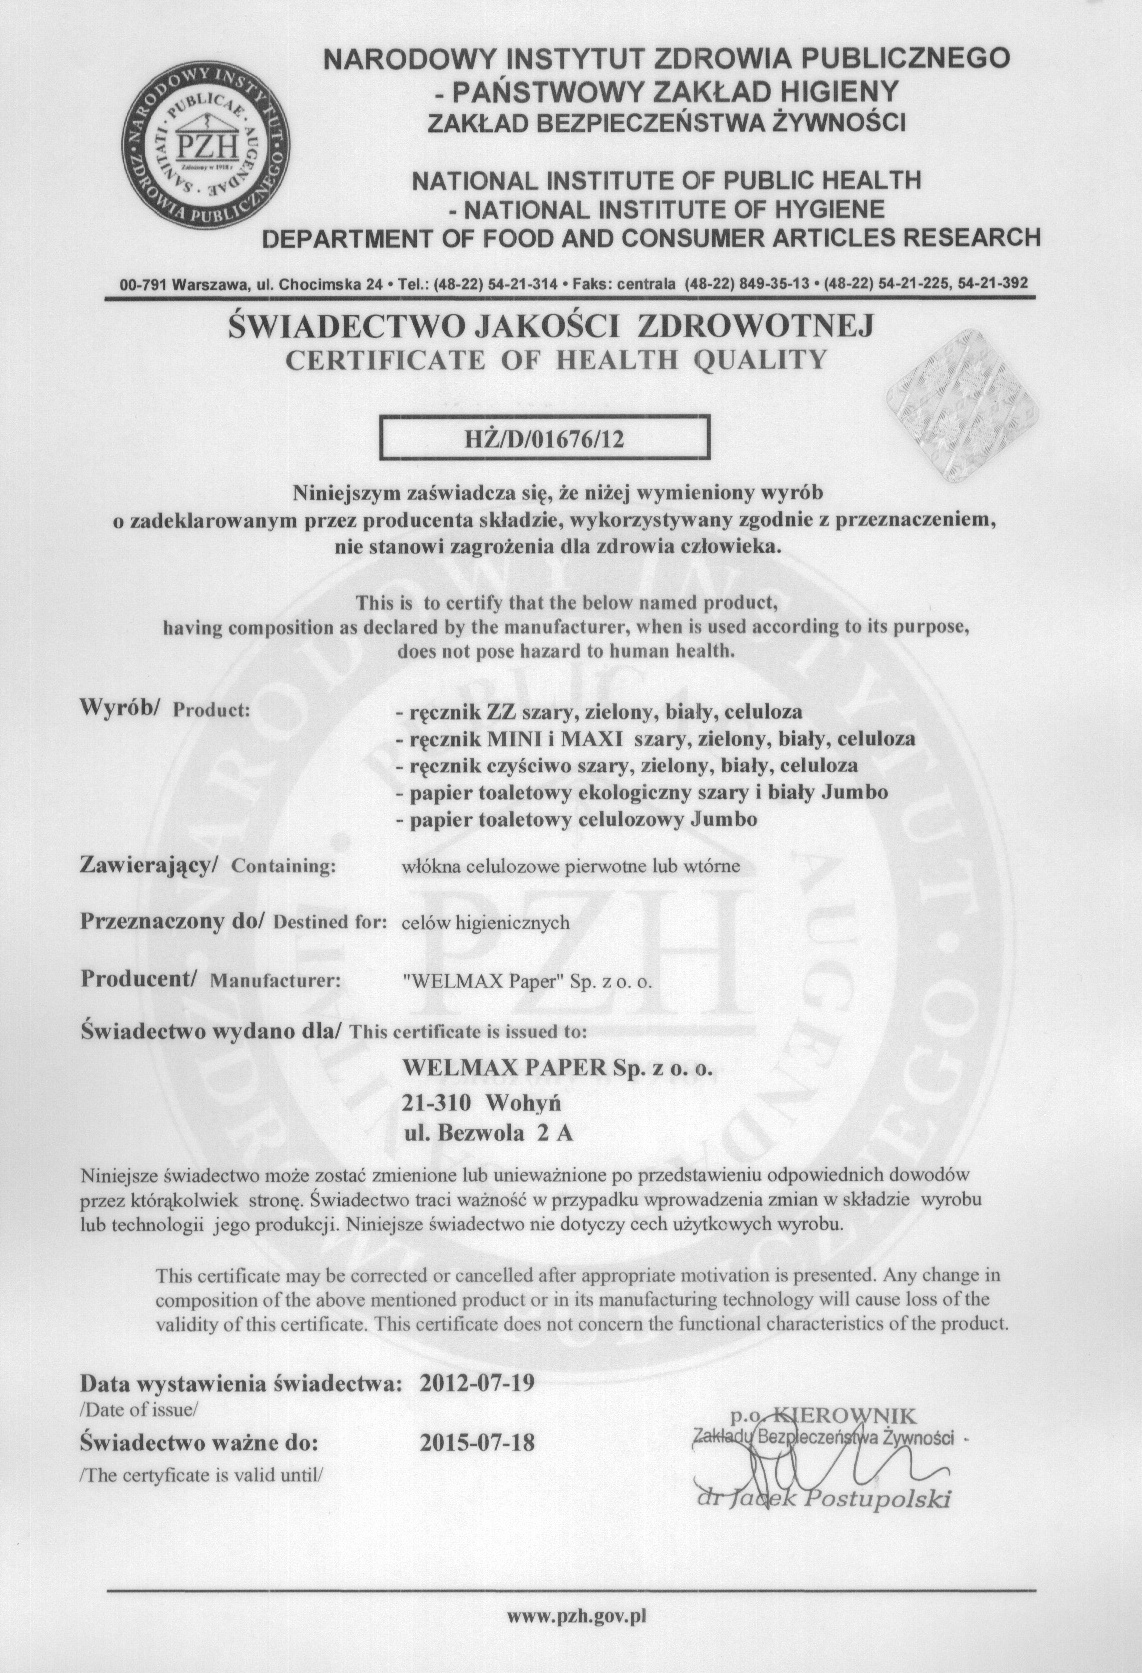 NARODOWY INSTYTUT ZDROWIA PUBLICZNEGO
- PAŃSTWOWY ZAKŁAD HIGIENY
ZAKŁAD BEZPIECZEŃSTWA ŻYWNOŚCI
NATIONAL INSTITUTE OF PUBLIC HEALTH
- NATIONAL INSTITUTE OF HYGIENE
DEPARTMENT OF FOOD AND CONSUMER ARTICLES RESEARCH
NARODOWY INSTYTUT ZDROWIA PUBLICZNEGO
SANITATI PUBLICAE AUGENDAE
PZH
Założony w 1918 r
00-791 Warszawa, ul. Chocimska 24 • Tel.: (48-22) 54-21-314 • Faks: centrala (48-22) 849-35-13 • (48-22) 54-21-225, 54-21-392
ŚWIADECTWO JAKOŚCI ZDROWOTNEJ
CERTIFICATE OF HEALTH QUALITY
HŻ/D/01676/12
Niniejszym zaświadcza się, że niżej wymieniony wyrób
o zadeklarowanym przez producenta składzie, wykorzystywany zgodnie z przeznaczeniem,
nie stanowi zagrożenia dla zdrowia człowieka.
This is to certify that the below named product,
having composition as declared by the manufacturer, when is used according to its purpose,
does not pose hazard to human health.
Wyrób/ Product: - ręcznik ZZ szary, zielony, biały, celuloza
- ręcznik MINI i MAXI szary, zielony, biały, celuloza
- ręcznik czyściwo szary, zielony, biały, celuloza
- papier toaletowy ekologiczny szary i biały Jumbo
- papier toaletowy celulozowy Jumbo
Zawierający/ Containing: włókna celulozowe pierwotne lub wtórne
Przeznaczony do/ Destined for: celów higienicznych
Producent/ Manufacturer: "WELMAX Paper" Sp. z o. o.
Świadectwo wydano dla/ This certificate is issued to:
WELMAX PAPER Sp. z o. o.
21-310 Wohyń
ul. Bezwola 2 A
Niniejsze świadectwo może zostać zmienione lub unieważnione po przedstawieniu odpowiednich dowodów
przez którąkolwiek stronę. Świadectwo traci ważność w przypadku wprowadzenia zmian w składzie wyrobu
lub technologii jego produkcji. Niniejsze świadectwo nie dotyczy cech użytkowych wyrobu.
This certificate may be corrected or cancelled after appropriate motivation is presented. Any change in
composition of the above mentioned product or in its manufacturing technology will cause loss of the
validity of this certificate. This certificate does not concern the functional characteristics of the product.
Data wystawienia świadectwa: 2012-07-19
/Date of issue/
Świadectwo ważne do: 2015-07-18
/The certyficate is valid until/
p.o. KIEROWNIK
Zakładu Bezpieczeństwa Żywności
dr Jacek Postupolski
www.pzh.gov.pl